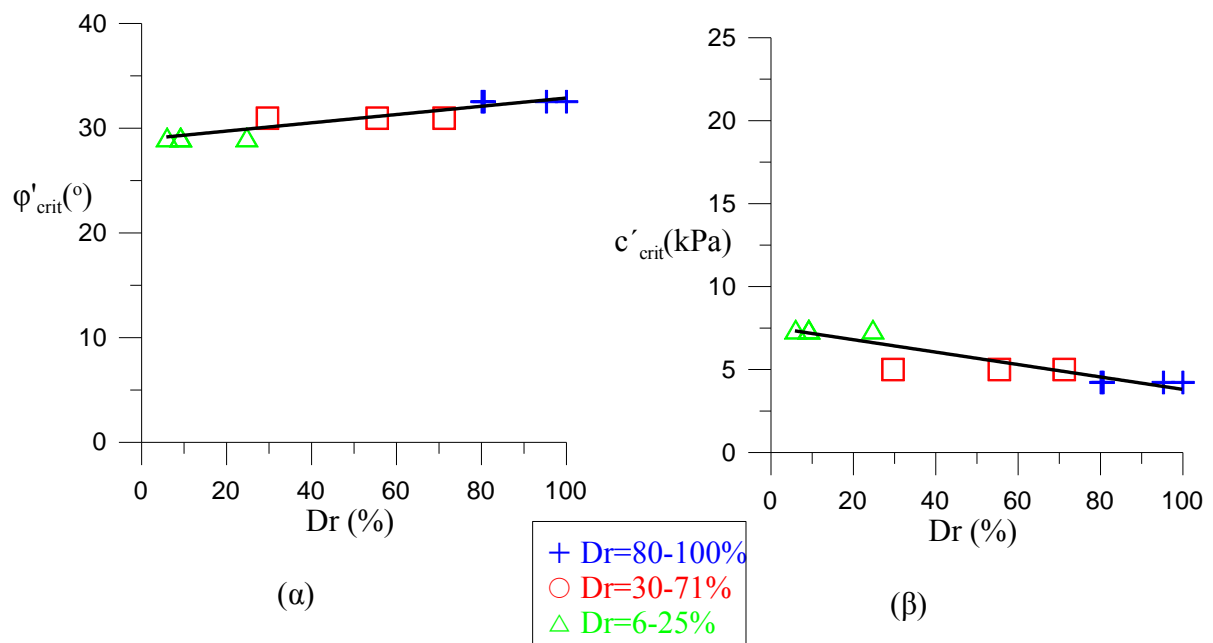 40
30
20
10
0
φ'crit(º)
0 20 40 60 80 100
Dr (%)
(α)
25
20
15
10
5
0
c´crit(kPa)
0 20 40 60 80 100
Dr (%)
(β)
Dr=80-100%
Dr=30-71%
Dr=6-25%